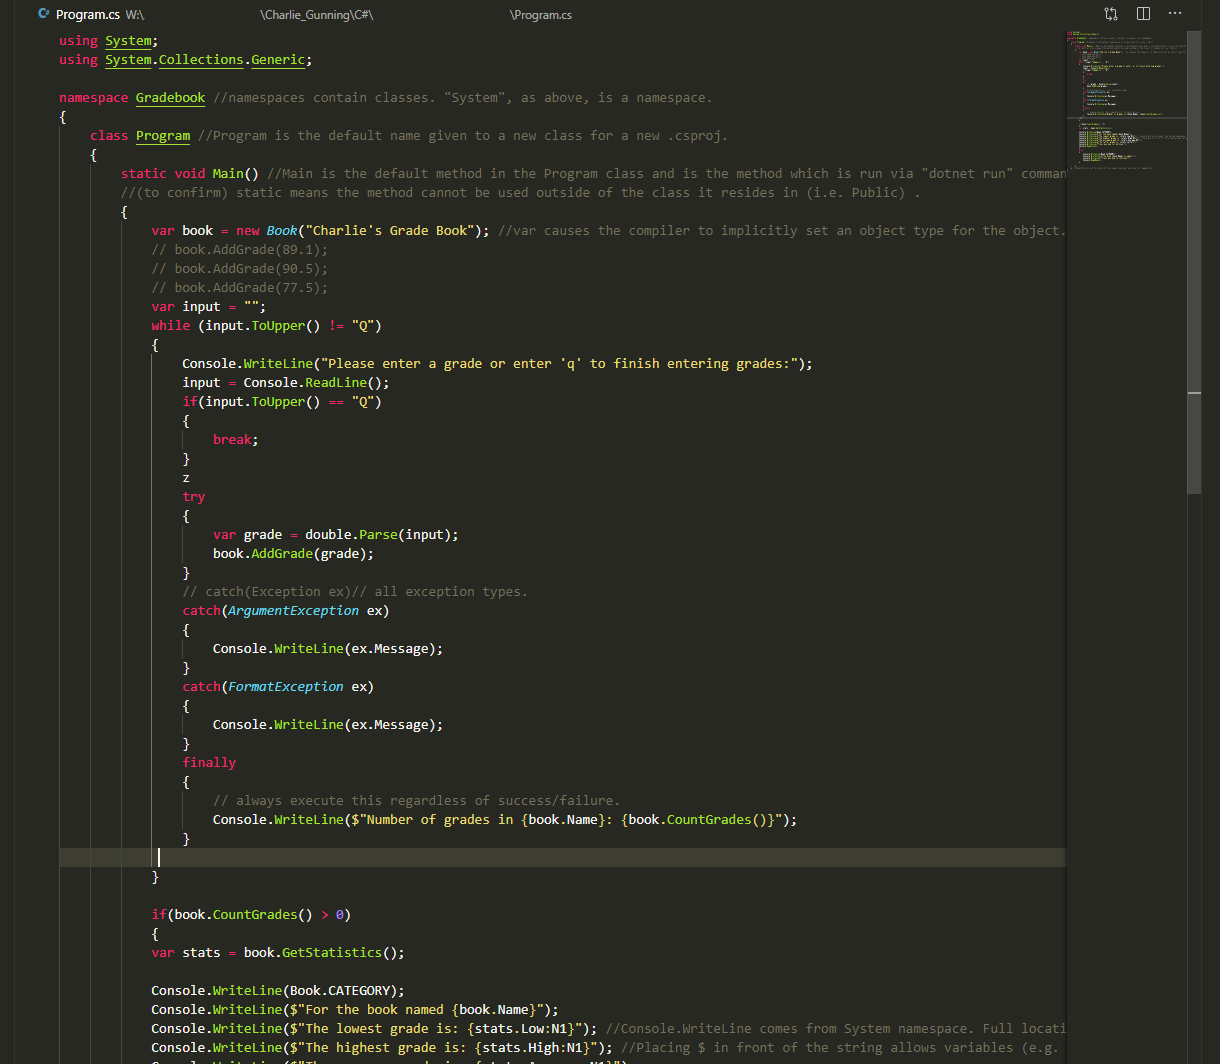 Program.cs W:\ \Charlie_Gunning\C#\ \Program.cs
using System;
using System.Collections.Generic;
namespace Gradebook //namespaces contain classes. "System", as above, is a namespace.
{
class Program //Program is the default name given to a new class for a new .csproj.
{
static void Main() //Main is the default method in the Program class and is the method which is run via "dotnet run" comman
//(to confirm) static means the method cannot be used outside of the class it resides in (i.e. Public) .
{
var book = new Book("Charlie's Grade Book"); //var causes the compiler to implicitly set an object type for the object.
// book.AddGrade(89.1);
// book.AddGrade(90.5);
// book.AddGrade(77.5);
var input = "";
while (input.ToUpper() != "Q")
{
Console.WriteLine("Please enter a grade or enter 'q' to finish entering grades:");
input = Console.ReadLine();
if(input.ToUpper() == "Q")
{
break;
}
z
try
{
var grade = double.Parse(input);
book.AddGrade(grade);
}
// catch(Exception ex)// all exception types.
catch(ArgumentException ex)
{
Console.WriteLine(ex.Message);
}
catch(FormatException ex)
{
Console.WriteLine(ex.Message);
}
finally
{
// always execute this regardless of success/failure.
Console.WriteLine($"Number of grades in {book.Name}: {book.CountGrades()}");
}
}
if(book.CountGrades() > 0)
{
var stats = book.GetStatistics();
Console.WriteLine(Book.CATEGORY);
Console.WriteLine($"For the book named {book.Name}");
Console.WriteLine($"The lowest grade is: {stats.Low:N1}"); //Console.WriteLine comes from System namespace. Full locati
Console.WriteLine($"The highest grade is: {stats.High:N1}"); //Placing $ in front of the string allows variables (e.g.